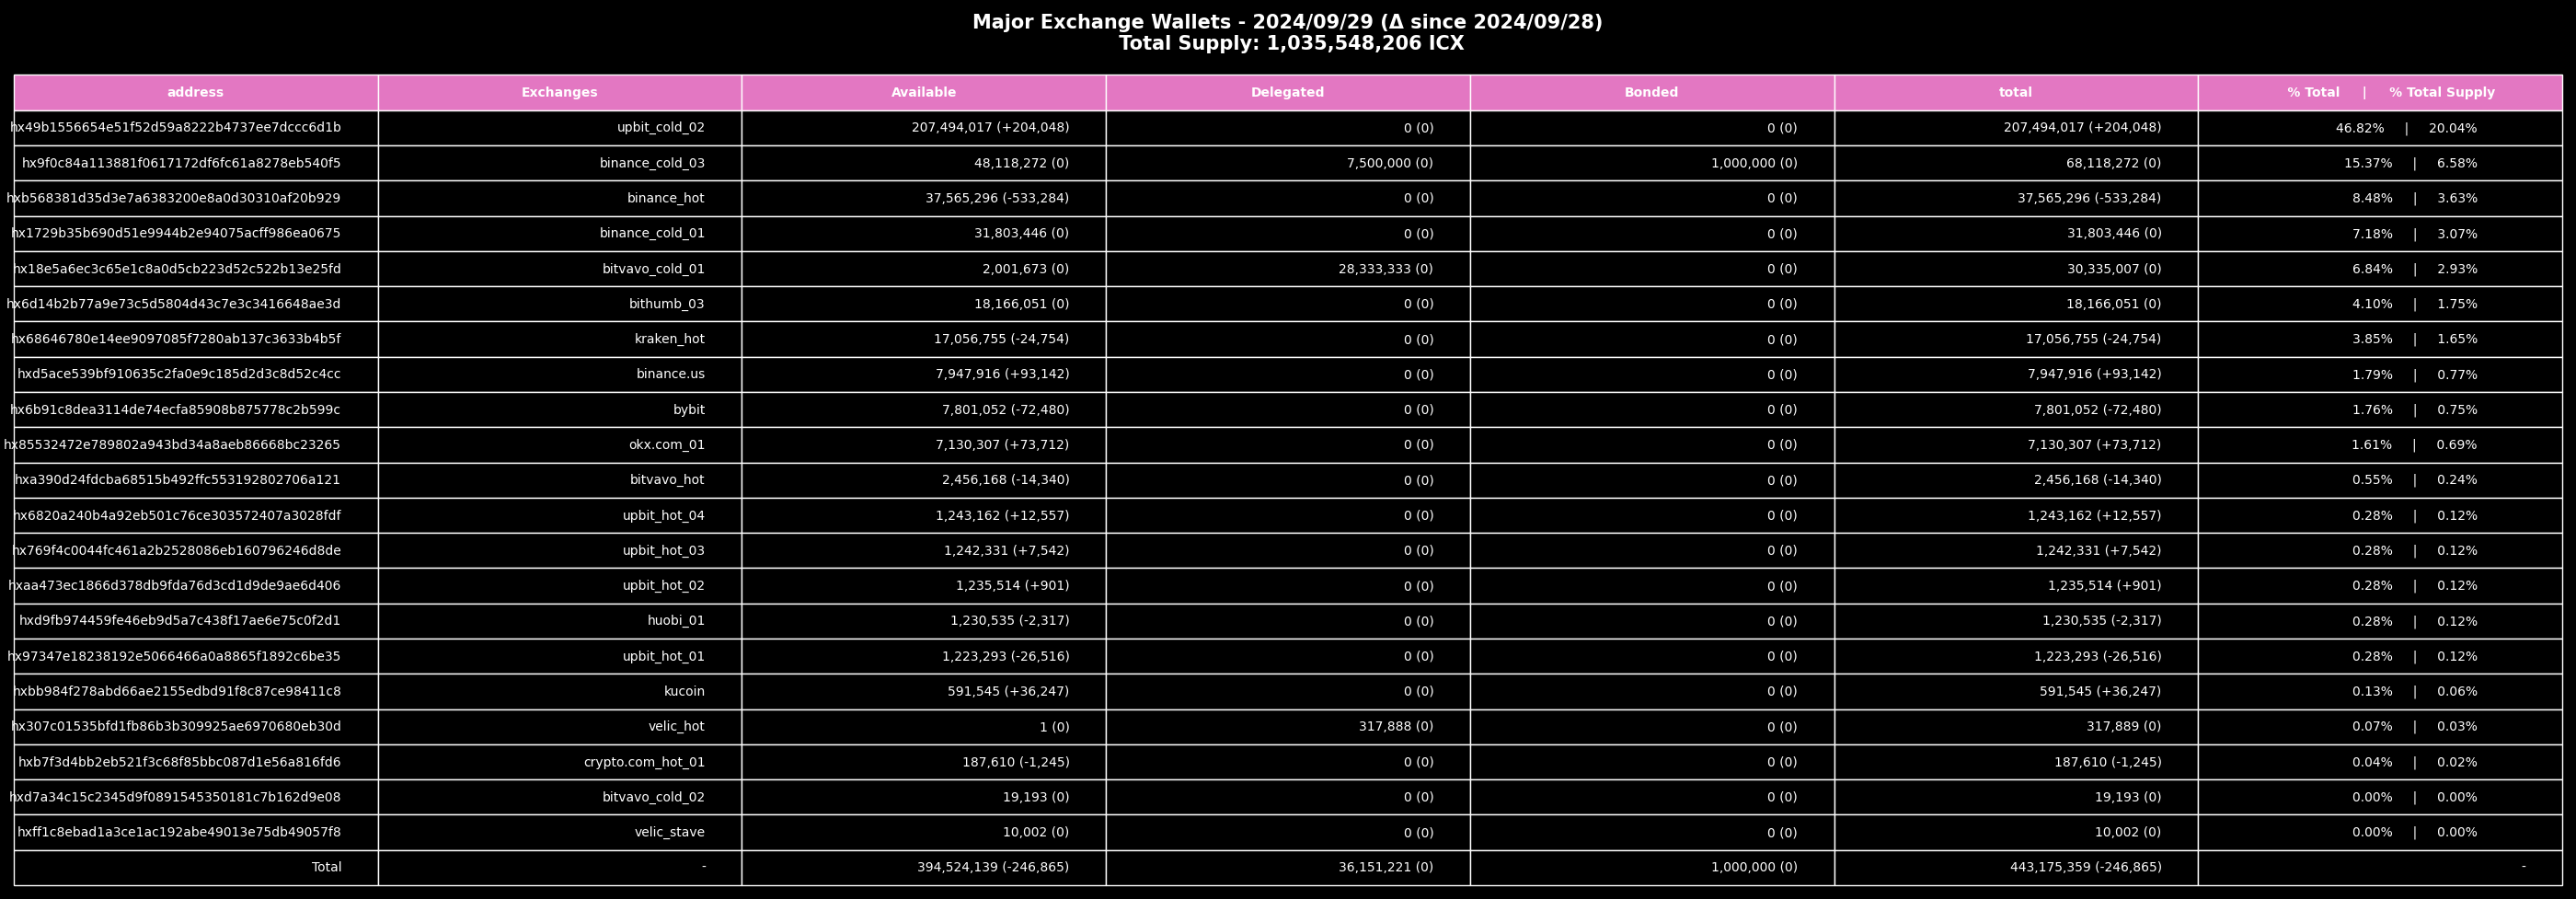 Major Exchange Wallets - 2024/09/29 (Δ since 2024/09/28)
Total Supply: 1,035,548,206 ICX
address Exchanges Available Delegated Bonded total % Total | % Total Supply
hx49b1556654e51f52d59a8222b4737ee7dccc6d1b upbit_cold_02 207,494,017 (+204,048) 0 (0) 0 (0) 207,494,017 (+204,048) 46.82% | 20.04%
hx9f0c84a113881f0617172df6fc61a8278eb540f5 binance_cold_03 48,118,272 (0) 7,500,000 (0) 1,000,000 (0) 68,118,272 (0) 15.37% | 6.58%
hxb568381d35d3e7a6383200e8a0d30310af20b929 binance_hot 37,565,296 (-533,284) 0 (0) 0 (0) 37,565,296 (-533,284) 8.48% | 3.63%
hx1729b35b690d51e9944b2e94075acff986ea0675 binance_cold_01 31,803,446 (0) 0 (0) 0 (0) 31,803,446 (0) 7.18% | 3.07%
hx18e5a6ec3c65e1c8a0d5cb223d52c522b13e25fd bitvavo_cold_01 2,001,673 (0) 28,333,333 (0) 0 (0) 30,335,007 (0) 6.84% | 2.93%
hx6d14b2b77a9e73c5d5804d43c7e3c3416648ae3d bithumb_03 18,166,051 (0) 0 (0) 0 (0) 18,166,051 (0) 4.10% | 1.75%
hx68646780e14ee9097085f7280ab137c3633b4b5f kraken_hot 17,056,755 (-24,754) 0 (0) 0 (0) 17,056,755 (-24,754) 3.85% | 1.65%
hxd5ace539bf910635c2fa0e9c185d2d3c8d52c4cc binance.us 7,947,916 (+93,142) 0 (0) 0 (0) 7,947,916 (+93,142) 1.79% | 0.77%
hx6b91c8dea3114de74ecfa85908b875778c2b599c bybit 7,801,052 (-72,480) 0 (0) 0 (0) 7,801,052 (-72,480) 1.76% | 0.75%
hx85532472e789802a943bd34a8aeb86668bc23265 okx.com_01 7,130,307 (+73,712) 0 (0) 0 (0) 7,130,307 (+73,712) 1.61% | 0.69%
hxa390d24fdcba68515b492ffc553192802706a121 bitvavo_hot 2,456,168 (-14,340) 0 (0) 0 (0) 2,456,168 (-14,340) 0.55% | 0.24%
hx6820a240b4a92eb501c76ce303572407a3028fdf upbit_hot_04 1,243,162 (+12,557) 0 (0) 0 (0) 1,243,162 (+12,557) 0.28% | 0.12%
hx769f4c0044fc461a2b2528086eb160796246d8de upbit_hot_03 1,242,331 (+7,542) 0 (0) 0 (0) 1,242,331 (+7,542) 0.28% | 0.12%
hxaa473ec1866d378db9fda76d3cd1d9de9ae6d406 upbit_hot_02 1,235,514 (+901) 0 (0) 0 (0) 1,235,514 (+901) 0.28% | 0.12%
hxd9fb974459fe46eb9d5a7c438f17ae6e75c0f2d1 huobi_01 1,230,535 (-2,317) 0 (0) 0 (0) 1,230,535 (-2,317) 0.28% | 0.12%
hx97347e18238192e5066466a0a8865f1892c6be35 upbit_hot_01 1,223,293 (-26,516) 0 (0) 0 (0) 1,223,293 (-26,516) 0.28% | 0.12%
hxbb984f278abd66ae2155edbd91f8c87ce98411c8 kucoin 591,545 (+36,247) 0 (0) 0 (0) 591,545 (+36,247) 0.13% | 0.06%
hx307c01535bfd1fb86b3b309925ae6970680eb30d velic_hot 1 (0) 317,888 (0) 0 (0) 317,889 (0) 0.07% | 0.03%
hxb7f3d4bb2eb521f3c68f85bbc087d1e56a816fd6 crypto.com_hot_01 187,610 (-1,245) 0 (0) 0 (0) 187,610 (-1,245) 0.04% | 0.02%
hxd7a34c15c2345d9f0891545350181c7b162d9e08 bitvavo_cold_02 19,193 (0) 0 (0) 0 (0) 19,193 (0) 0.00% | 0.00%
hxff1c8ebad1a3ce1ac192abe49013e75db49057f8 velic_stave 10,002 (0) 0 (0) 0 (0) 10,002 (0) 0.00% | 0.00%
Total - 394,524,139 (-246,865) 36,151,221 (0) 1,000,000 (0) 443,175,359 (-246,865) -